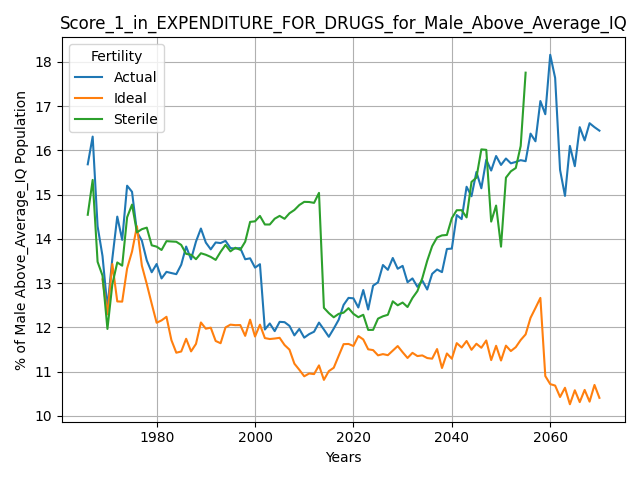 Score_1_in_EXPENDITURE_FOR_DRUGS_for_Male_Above_Average_IQ
Fertility
Actual
Ideal
Sterile
% of Male Above_Average_IQ Population
18
17
16
15
14
13
12
11
10
1980
2000
2020
2040
2060
Years